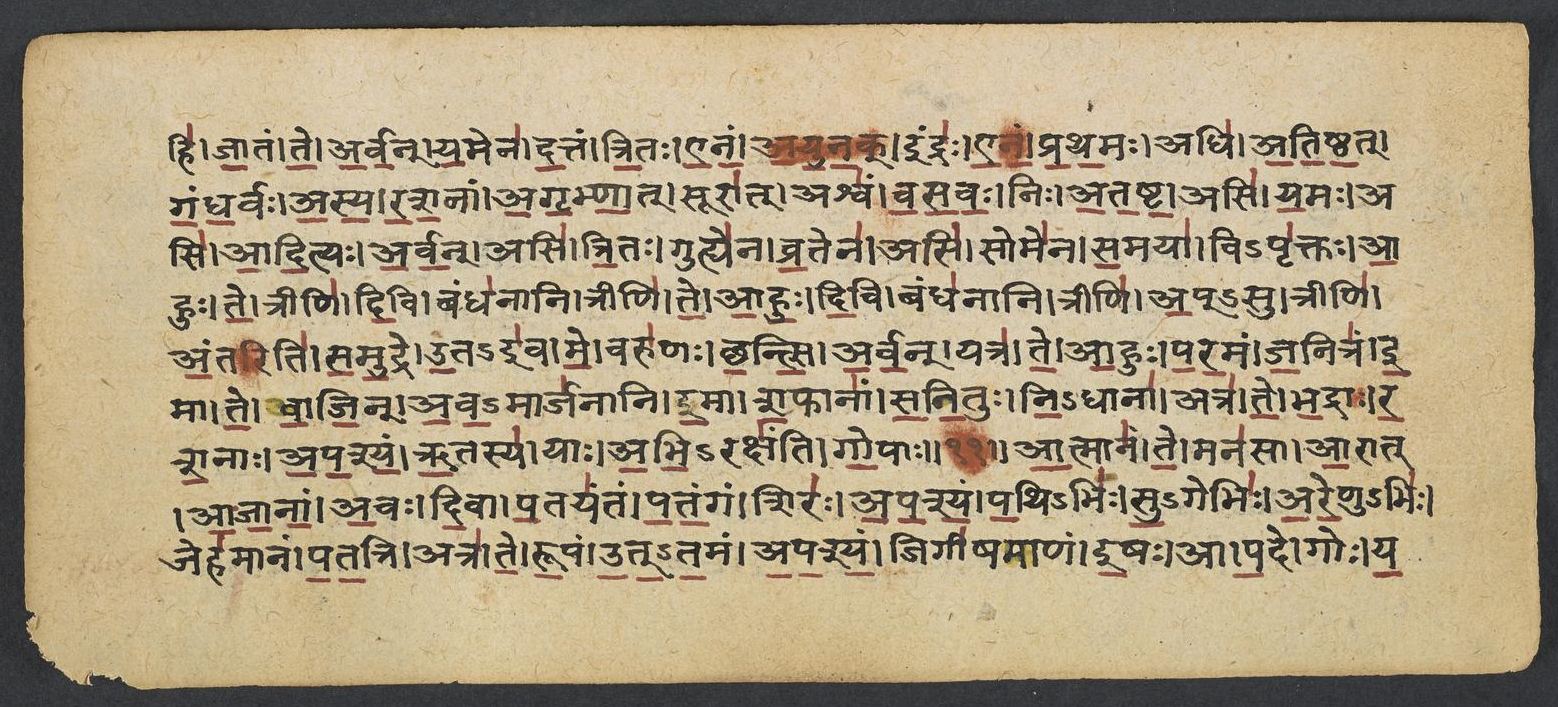 हि।जातं।ते।अर्वन्।यमेन।दत्तं।त्रितः।एनं।अयुनक्।इंद्रः।एनं।प्रथमः।अधि।अतिष्ठत्।
गंधर्वः।अस्य।रशनां।अगृभ्णात्।सूरात्।अश्वं।वसवः।निः।अतष्ट।असि।यमः।अ
सि।आदित्यः।अर्वन्।असि।त्रितः।गुह्येन।व्रतेन।असि।सोमेन।समया।विऽपृक्तः।आ
हुः।ते।त्रीणि।दिवि।बंधनानि।त्रीणि।ते।आहुः।दिवि।बंधनानि।त्रीणि।अप्ऽसु।त्रीणि।
अंतरिति।समुद्रे।उतऽइव।मे।वरुणः।छन्त्सि।अर्वन्।यत्र।ते।आहुः।परमं।जनित्रं।इ
मा।ते।वाजिन्।अवऽमार्जनानि।इमा।शफानां।सनितुः।निऽधाना।अत्र।ते।भद्राः।र
शनाः।अपश्यं।ऋतस्य।याः।अभिऽरक्षंति।गोपाः॥११॥आत्मानं।ते।मनसा।आरात्
।आजानां।अवः।दिवा।पतयंतं।पतंगं।शिरः।अपश्यं।पथिऽभिः।सुऽगेभिः।अरेणुऽभिः।
जेहमानं।पतत्रि।अत्र।ते।रूपं।उत्ऽतमं।अपश्यं।जिगीषमाणं।इषः।आ।पदे।गोः।य